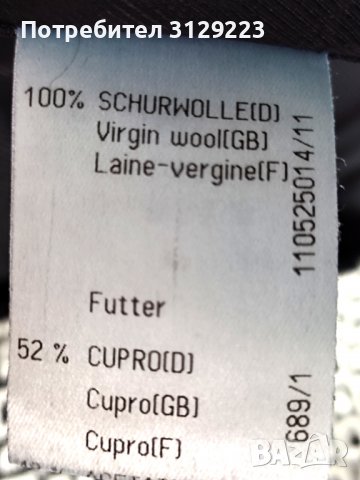 Потребител 3129223
100% SCHURWOLLE(D)
Virgin wool(GB)
Laine-vergine(F)
110525014/11
Futter
52 % CUPRO(D)
Cupro(GB)
Cupro(F)
689/1
BAZAR